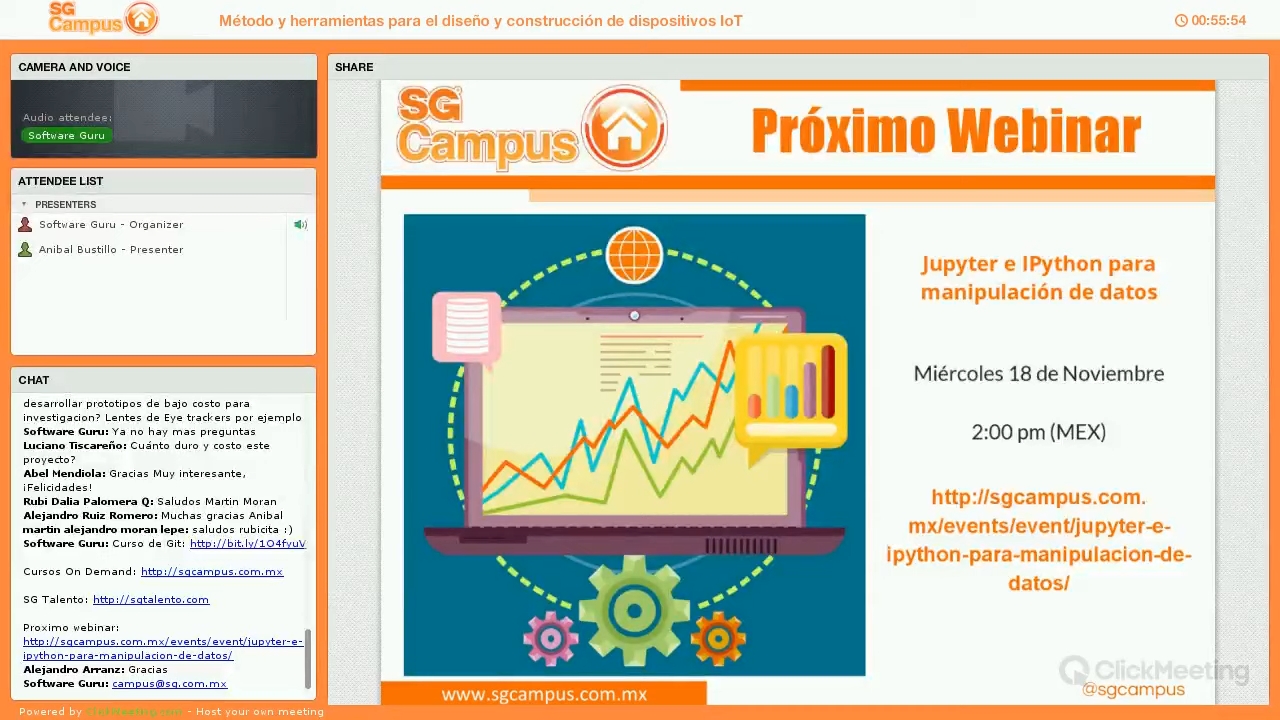 SG Campus
Método y herramientas para el diseño y construcción de dispositivos IoT
00:55:54
CAMERA AND VOICE
Audio attendee:
Software Guru
ATTENDEE LIST
PRESENTERS
Software Guru - Organizer
Anibal Bustillo - Presenter
CHAT
desarrollar prototipos de bajo costo para
investigacion? Lentes de Eye trackers por ejemplo
Software Guru: Ya no hay mas preguntas
Luciano Tiscareño: Cuánto duro y costo este
proyecto?
Abel Mendiola: Gracias Muy interesante,
¡Felicidades!
Rubi Dalia Palomera Q: Saludos Martin Moran
Alejandro Ruiz Romero: Muchas gracias Anibal
martin alejandro moran lepe: saludos rubicita :)
Software Guru: Curso de Git: http://bit.ly/1O4fyuV
Cursos On Demand: http://sgcampus.com.mx
SG Talento: http://sgtalento.com
Proximo webinar:
http://sgcampus.com.mx/events/event/jupyter-e-
ipython-para-manipulacion-de-datos/
Alejandro Arranz: Gracias
Software Guru: campus@sg.com.mx
Powered by ClickMeeting.com - Host your own meeting
SHARE
SG
Campus
Próximo Webinar
Jupyter e IPython para
manipulación de datos
Miércoles 18 de Noviembre
2:00 pm (MEX)
http://sgcampus.com.
mx/events/event/jupyter-e-
ipython-para-manipulacion-de-
datos/
www.sgcampus.com.mx
ClickMeeting
@sgcampus